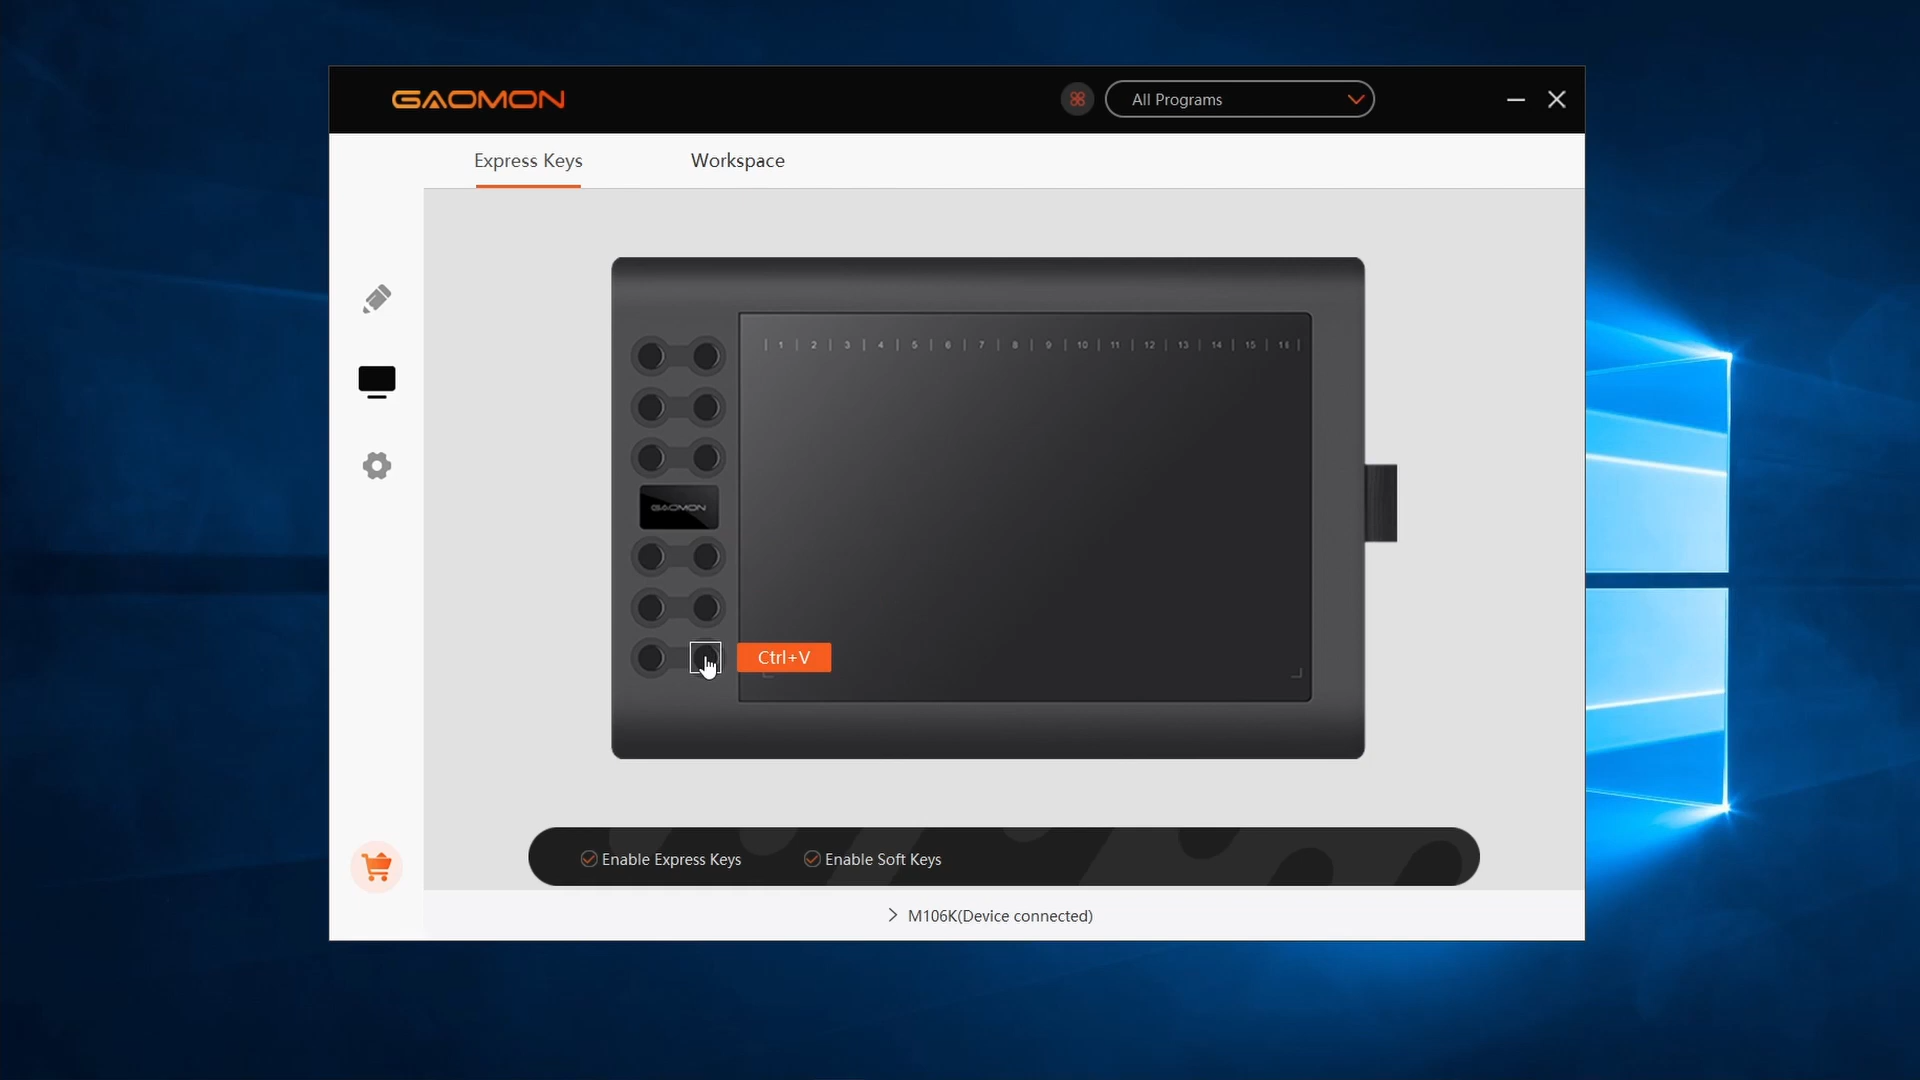 GAOMON
All Programs
Express Keys
Workspace
1 2 3 4 5 6 7 8 9 10 11 12 13 14 15 16
GAOMON
Ctrl+V
Enable Express Keys
Enable Soft Keys
M106K(Device connected)